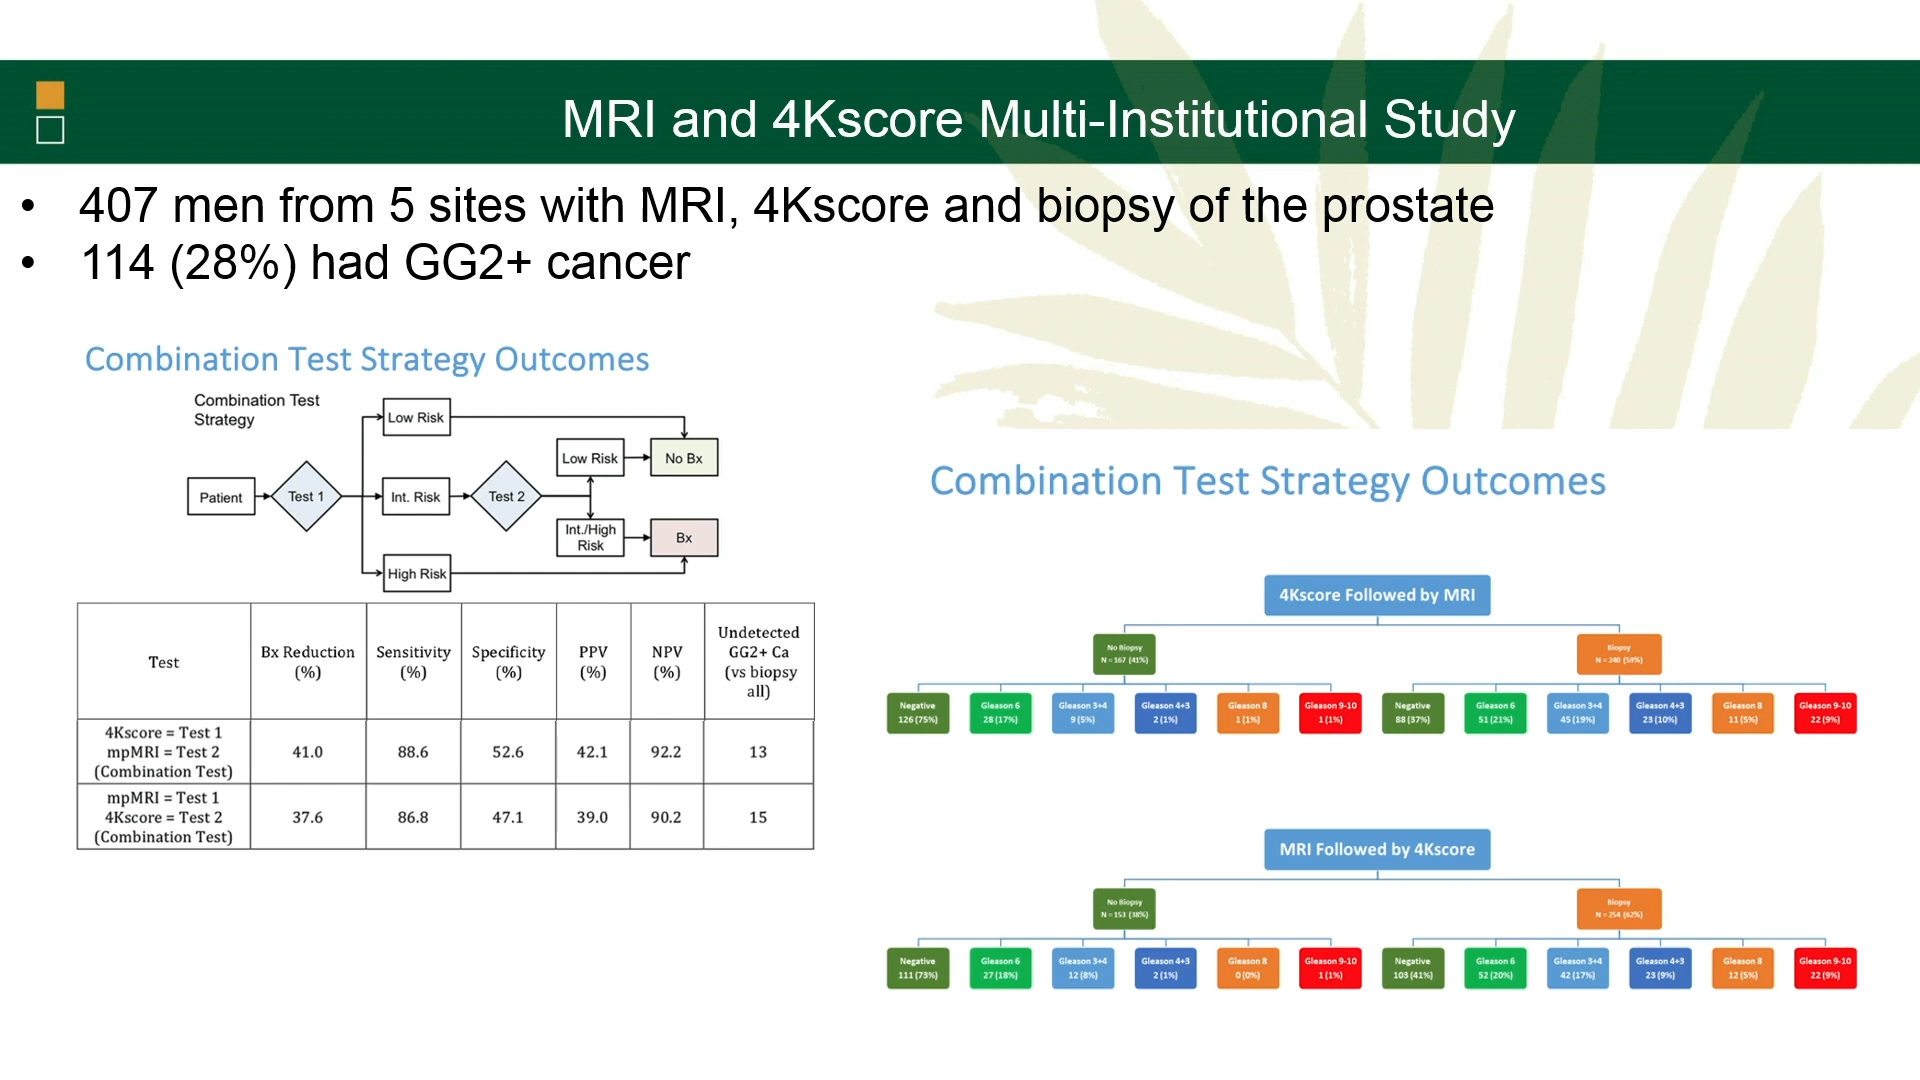 MRI and 4Kscore Multi-Institutional Study
• 407 men from 5 sites with MRI, 4Kscore and biopsy of the prostate
• 114 (28%) had GG2+ cancer
Combination Test Strategy Outcomes
Combination Test
Strategy
Patient
Test 1
Low Risk
Int. Risk
High Risk
Test 2
Low Risk
Int./High
Risk
No Bx
Bx
Test
Bx Reduction
(%)
Sensitivity
(%)
Specificity
(%)
PPV
(%)
NPV
(%)
Undetected
GG2+ Ca
(vs biopsy
all)
4Kscore = Test 1
mpMRI = Test 2
(Combination Test)
41.0
88.6
52.6
42.1
92.2
13
mpMRI = Test 1
4Kscore = Test 2
(Combination Test)
37.6
86.8
47.1
39.0
90.2
15
Combination Test Strategy Outcomes
4Kscore Followed by MRI
No Biopsy
N = 167 (41%)
Biopsy
N = 240 (59%)
Negative
126 (75%)
Gleason 6
28 (17%)
Gleason 3+4
9 (5%)
Gleason 4+3
2 (1%)
Gleason 8
1 (1%)
Gleason 9-10
1 (1%)
Negative
88 (37%)
Gleason 6
51 (21%)
Gleason 3+4
45 (19%)
Gleason 4+3
23 (10%)
Gleason 8
11 (5%)
Gleason 9-10
22 (9%)
MRI Followed by 4Kscore
No Biopsy
N = 153 (38%)
Biopsy
N = 254 (62%)
Negative
111 (73%)
Gleason 6
27 (18%)
Gleason 3+4
12 (8%)
Gleason 4+3
2 (1%)
Gleason 8
0 (0%)
Gleason 9-10
1 (1%)
Negative
103 (41%)
Gleason 6
52 (20%)
Gleason 3+4
42 (17%)
Gleason 4+3
23 (9%)
Gleason 8
12 (5%)
Gleason 9-10
22 (9%)